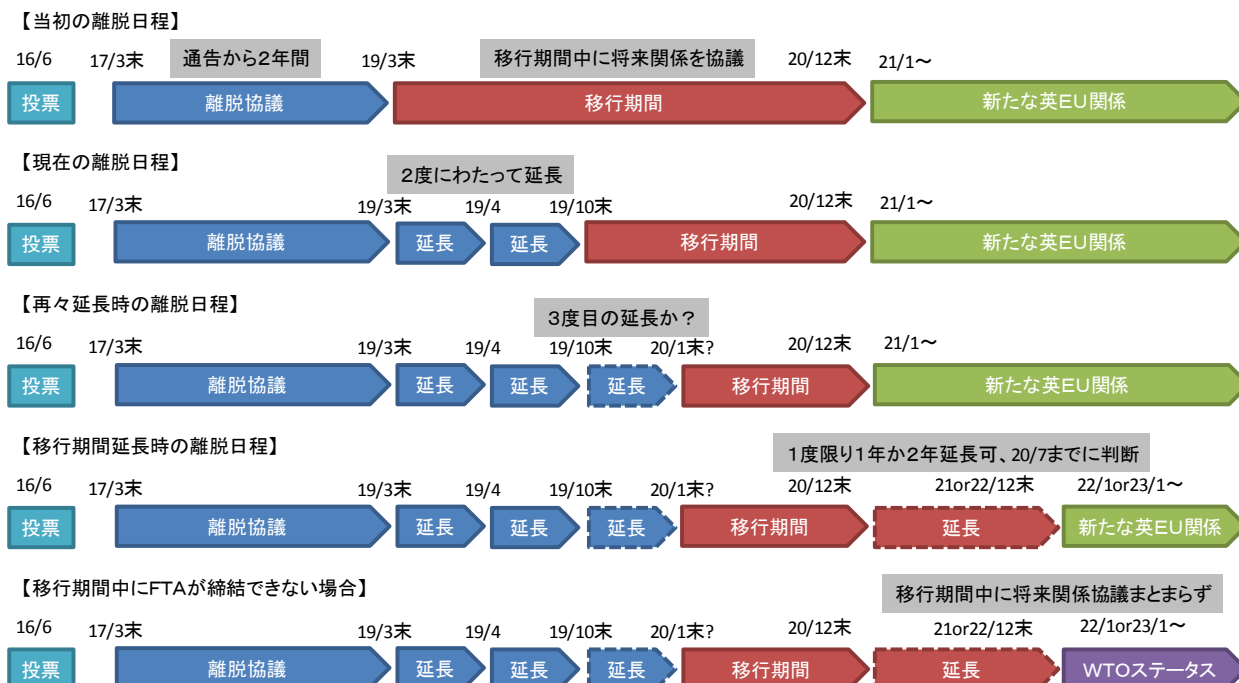 【当初の離脱日程】
16/6 17/3末 通告から2年間 19/3末 移行期間中に将来関係を協議 20/12末 21/1～
投票 離脱協議 移行期間 新たな英EU関係
【現在の離脱日程】
2度にわたって延長
16/6 17/3末 19/3末 19/4 19/10末 20/12末 21/1～
投票 離脱協議 延長 延長 移行期間 新たな英EU関係
【再々延長時の離脱日程】
3度目の延長か？
16/6 17/3末 19/3末 19/4 19/10末 20/1末? 20/12末 21/1～
投票 離脱協議 延長 延長 延長 移行期間 新たな英EU関係
【移行期間延長時の離脱日程】
1度限り1年か2年延長可、20/7までに判断
16/6 17/3末 19/3末 19/4 19/10末 20/1末? 20/12末 21or22/12末 22/1or23/1～
投票 離脱協議 延長 延長 延長 移行期間 延長 新たな英EU関係
【移行期間中にFTAが締結できない場合】
移行期間中に将来関係協議まとまらず
16/6 17/3末 19/3末 19/4 19/10末 20/1末? 20/12末 21or22/12末 22/1or23/1～
投票 離脱協議 延長 延長 延長 移行期間 延長 WTOステータス